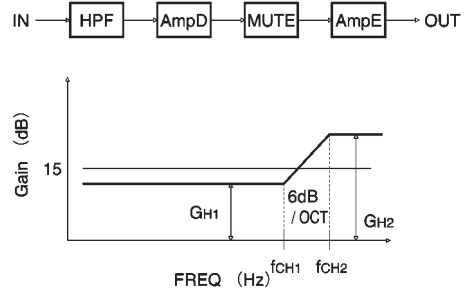 IN HPF AmpD MUTE AmpE OUT
Gain (dB)
15
GH1
6dB
/ OCT
GH2
fCH1 fCH2
FREQ (Hz)